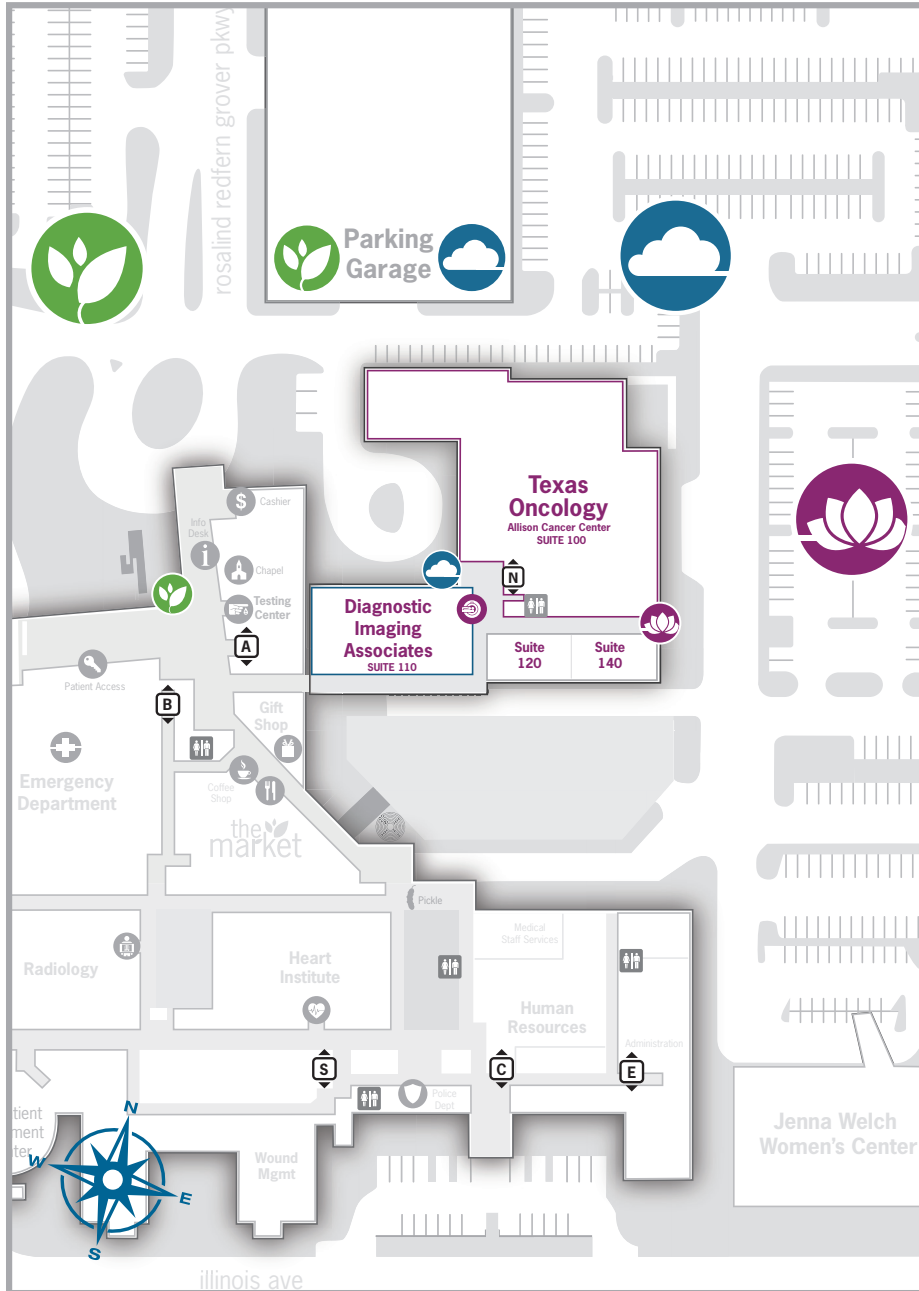 rosalind redfern grover pkwy
Parking
Garage
Texas
Oncology
Allison Cancer Center
SUITE 100
$
Cashier
Info
Desk
i
Chapel
N
Testing
Center
Diagnostic
Imaging
Associates
SUITE 110
A
Suite
120
Suite
140
Patient Access
B
Gift
Shop
Emergency
Department
Coffee
Shop
the
market
Pickle
Medical
Staff Services
Radiology
Heart
Institute
Human
Resources
Administration
S
C
E
Police
Dept
tient
ment
ter
N
W
E
S
Wound
Mgmt
Jenna Welch
Women's Center
illinois ave